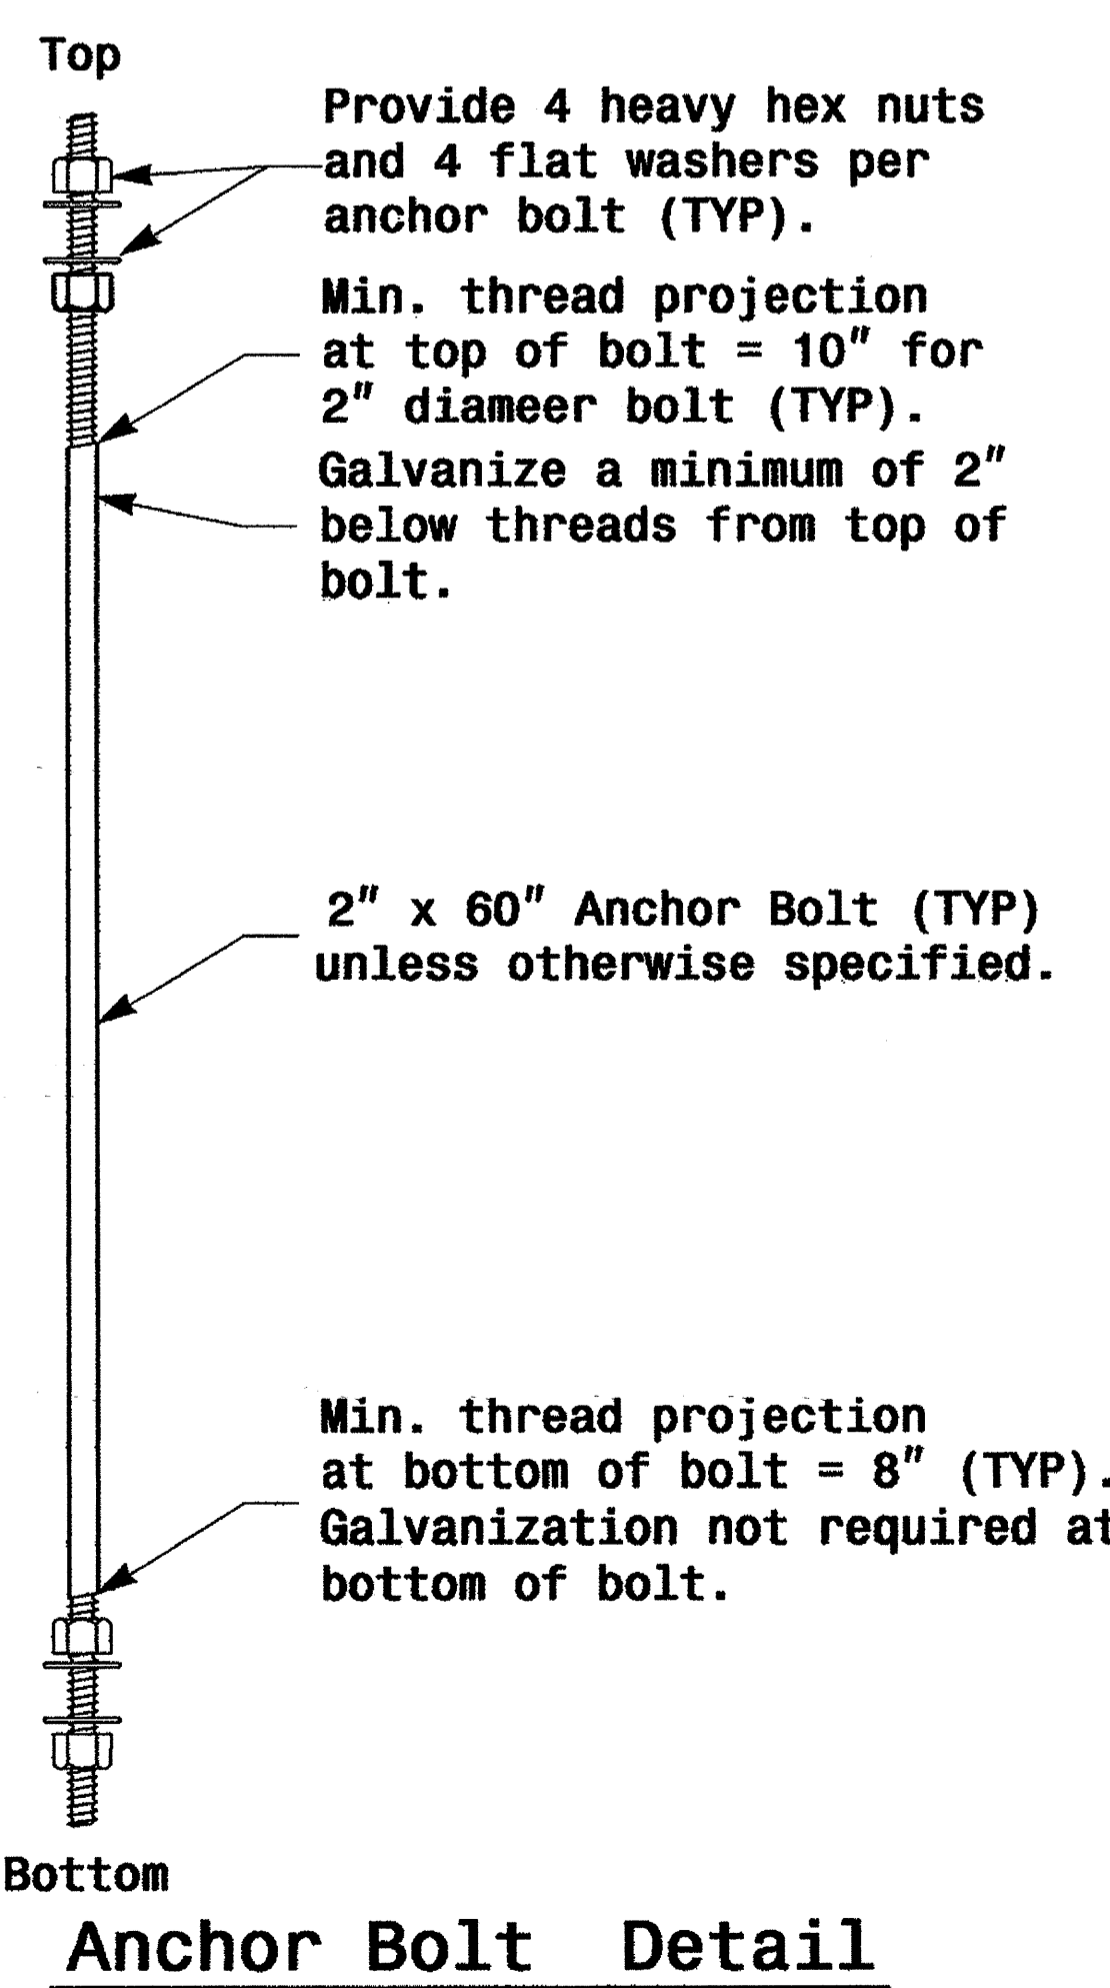 Top
Provide 4 heavy hex nuts
and 4 flat washers per
anchor bolt (TYP).
Min. thread projection
at top of bolt = 10" for
2" diameer bolt (TYP).
Galvanize a minimum of 2"
below threads from top of
bolt.
2" x 60" Anchor Bolt (TYP)
unless otherwise specified.
Min. thread projection
at bottom of bolt = 8" (TYP).
Galvanization not required at
bottom of bolt.
Bottom
Anchor Bolt Detail